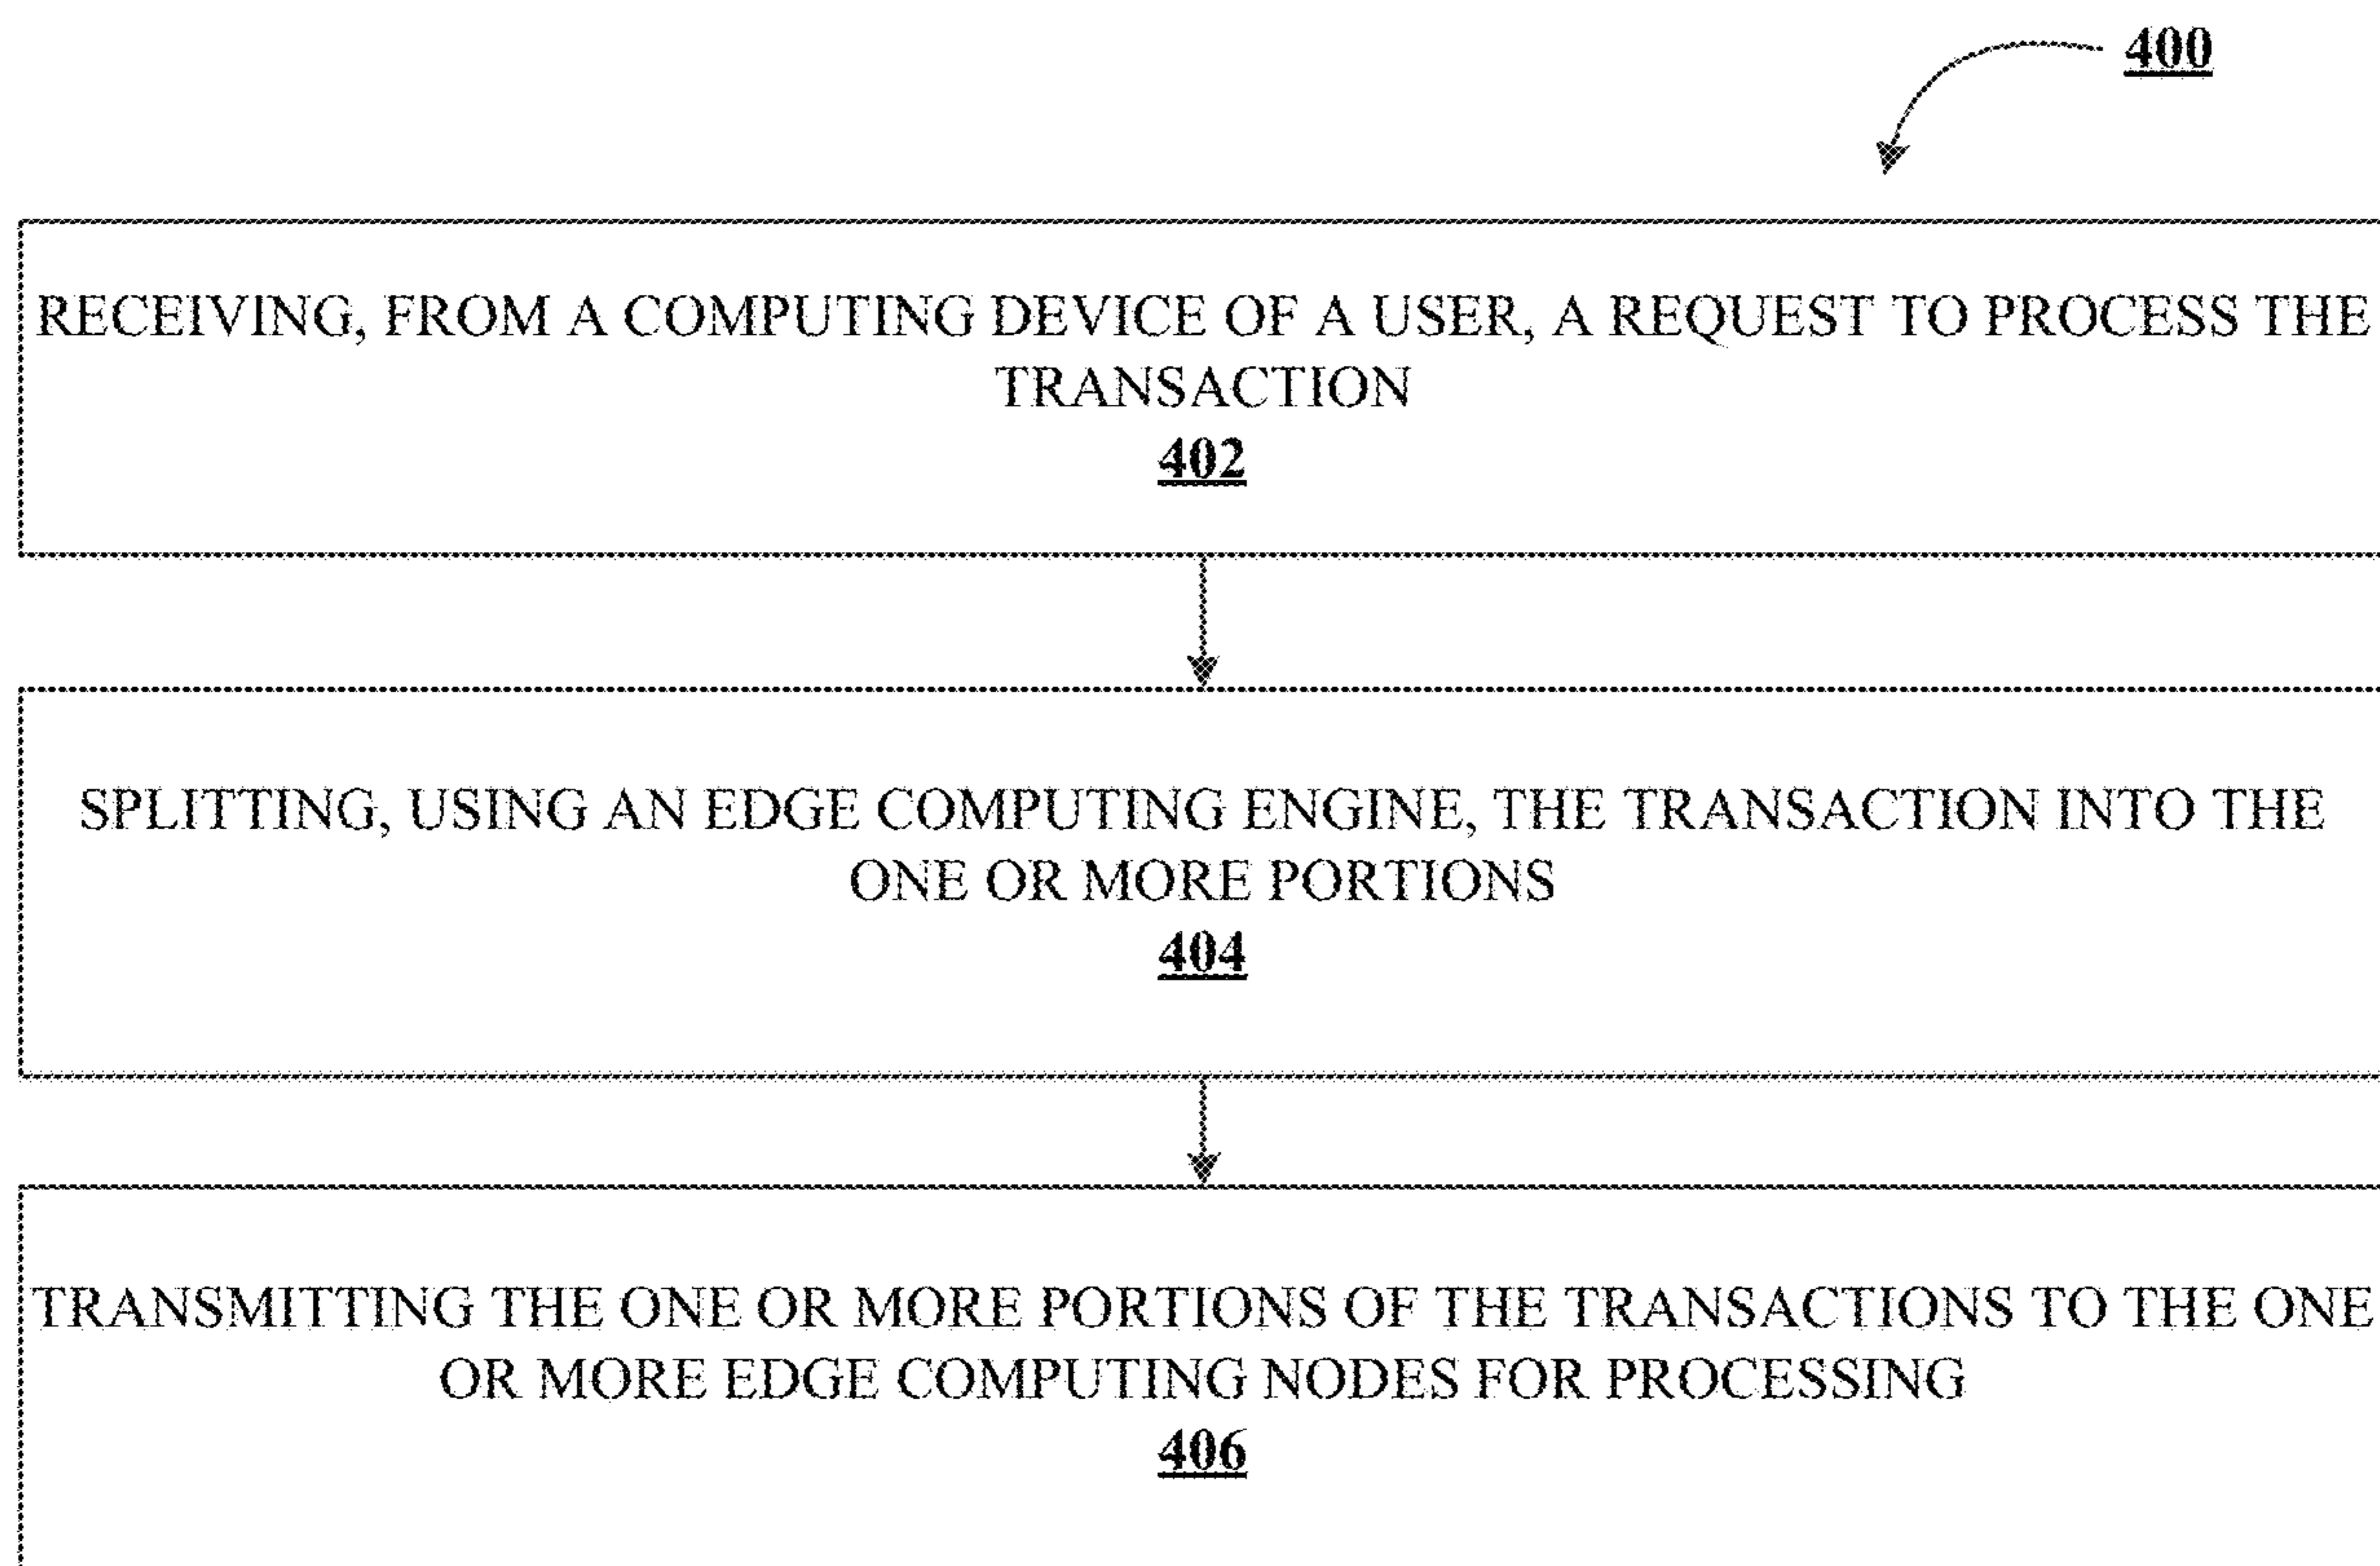 400
RECEIVING, FROM A COMPUTING DEVICE OF A USER, A REQUEST TO PROCESS THE
TRANSACTION
402
SPLITTING, USING AN EDGE COMPUTING ENGINE, THE TRANSACTION INTO THE
ONE OR MORE PORTIONS
404
TRANSMITTING THE ONE OR MORE PORTIONS OF THE TRANSACTIONS TO THE ONE
OR MORE EDGE COMPUTING NODES FOR PROCESSING
406